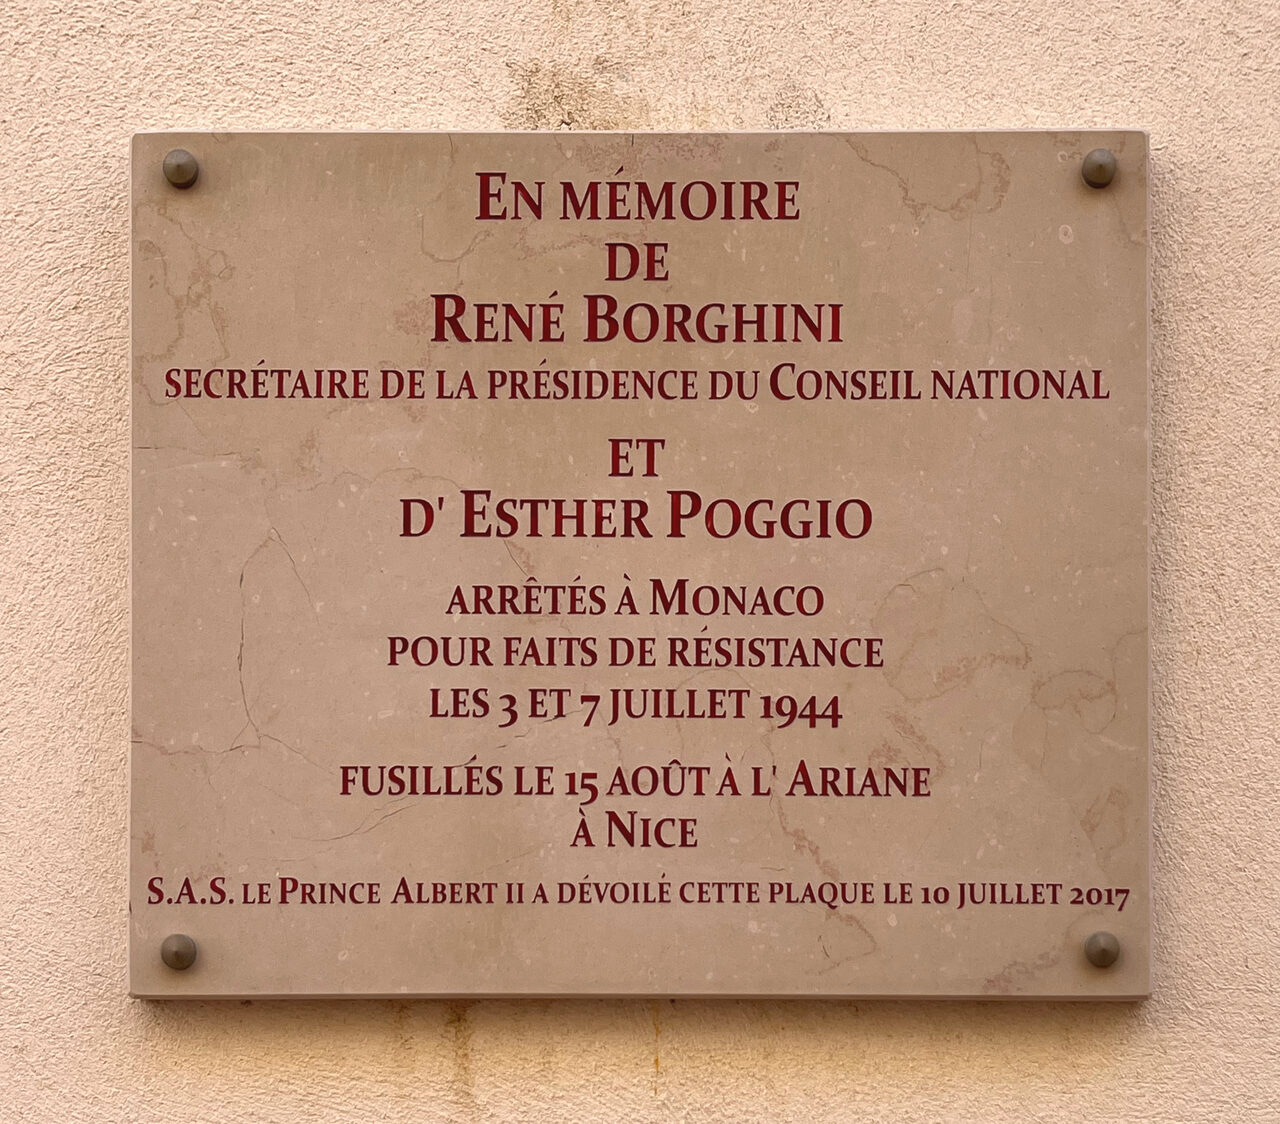 En mémoire
de
René Borghini
secrétaire de la présidence du Conseil national
et
d' Esther Poggio
arrêtés à Monaco
pour faits de résistance
les 3 et 7 juillet 1944
fusillés le 15 août à l' Ariane
à Nice
S.A.S. le Prince Albert II a dévoilé cette plaque le 10 juillet 2017